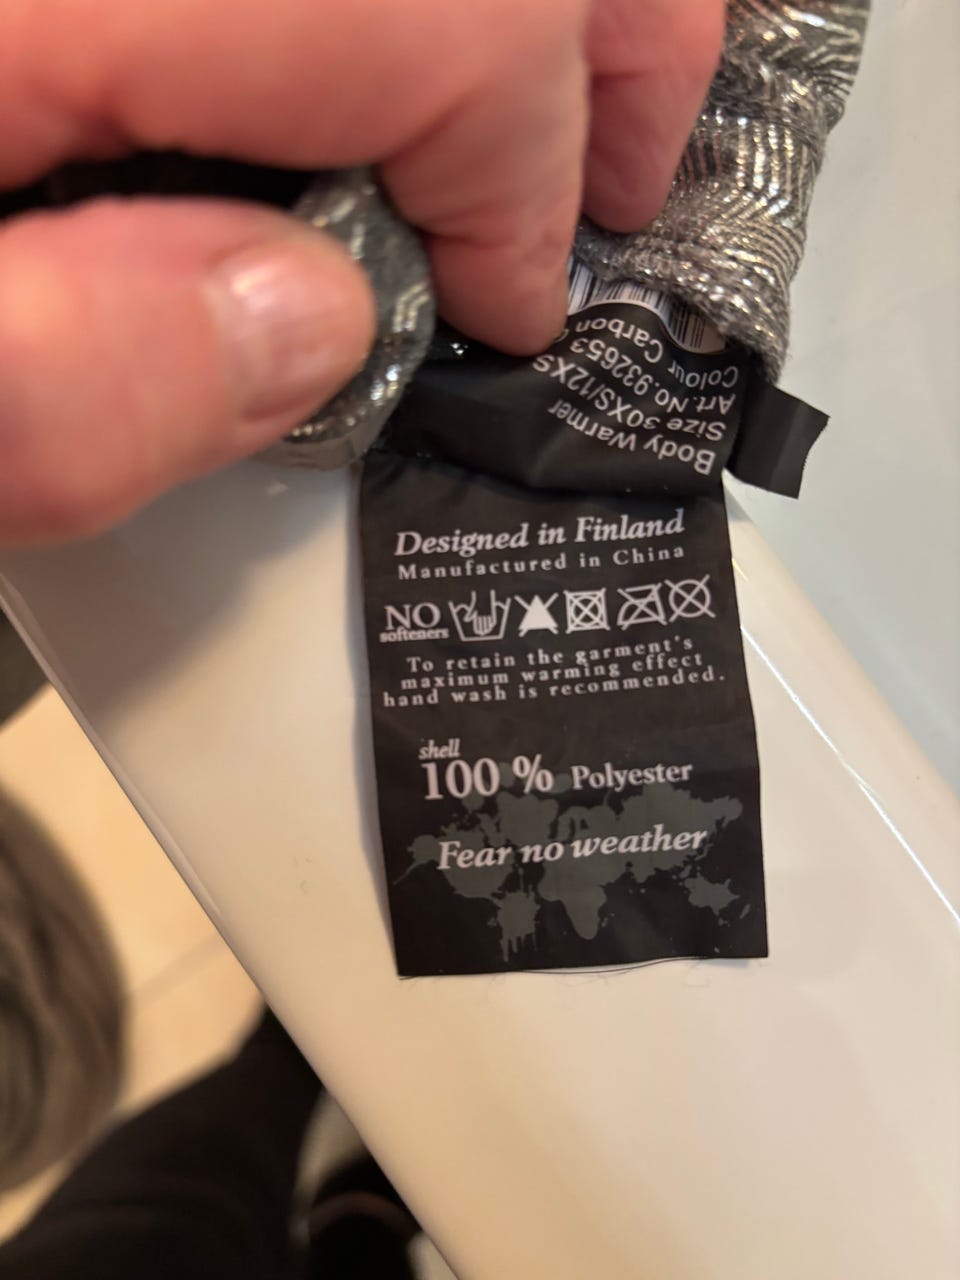 Body Warmer
Size 30XS/12XS
Art.No.932653
Colour Carbon
Designed in Finland
Manufactured in China
NO
softeners
To retain the garment's
maximum warming effect
hand wash is recommended.
shell
100 % Polyester
Fear no weather